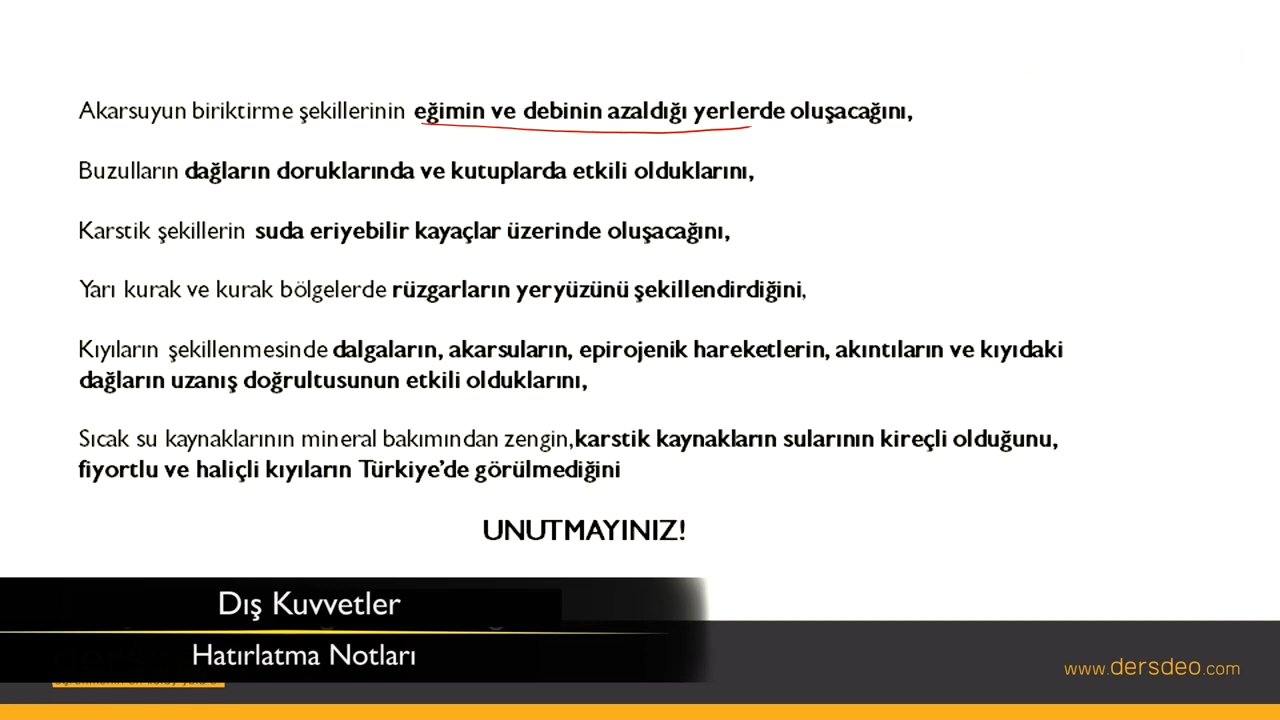 Akarsuyun biriktirme şekillerinin eğimin ve debinin azaldığı yerlerde oluşacağını,
Buzulların dağların doruklarında ve kutuplarda etkili olduklarını,
Karstik şekillerin suda eriyebilir kayaçlar üzerinde oluşacağını,
Yarı kurak ve kurak bölgelerde rüzgarların yeryüzünü şekillendirdiğini,
Kıyıların şekillenmesinde dalgaların, akarsuların, epirojenik hareketlerin, akıntıların ve kıyıdaki
dağların uzanış doğrultusunun etkili olduklarını,
Sıcak su kaynaklarının mineral bakımından zengin,karstik kaynakların sularının kireçli olduğunu,
fiyortlu ve haliçli kıyıların Türkiye’de görülmediğini
UNUTMAYINIZ!
Dış Kuvvetler
Hatırlatma Notları
www.dersdeo.com